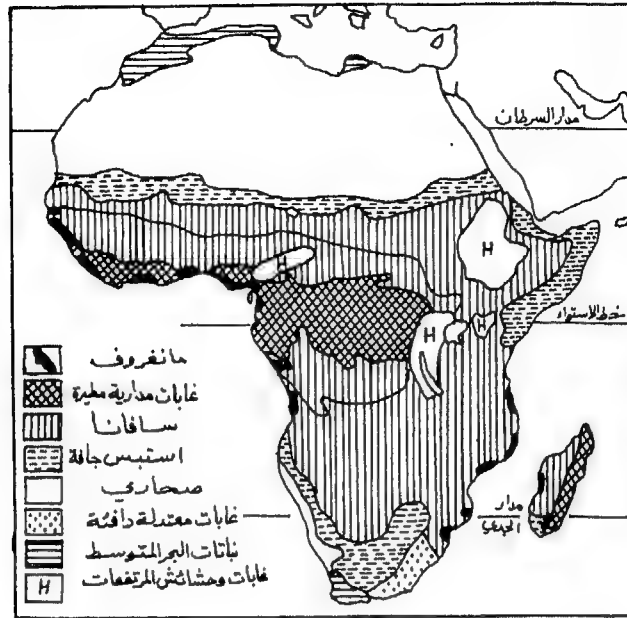 مدار السرطان
H
H
خط الاستواء
H
H
مدار
الجدي
مانغروف
غابات مدارية مطيرة
سافانا
استبس جافة
صحاري
غابات معتدلة دافئة
نباتات البحر المتوسط
H غابات وحشائش المرتفعات